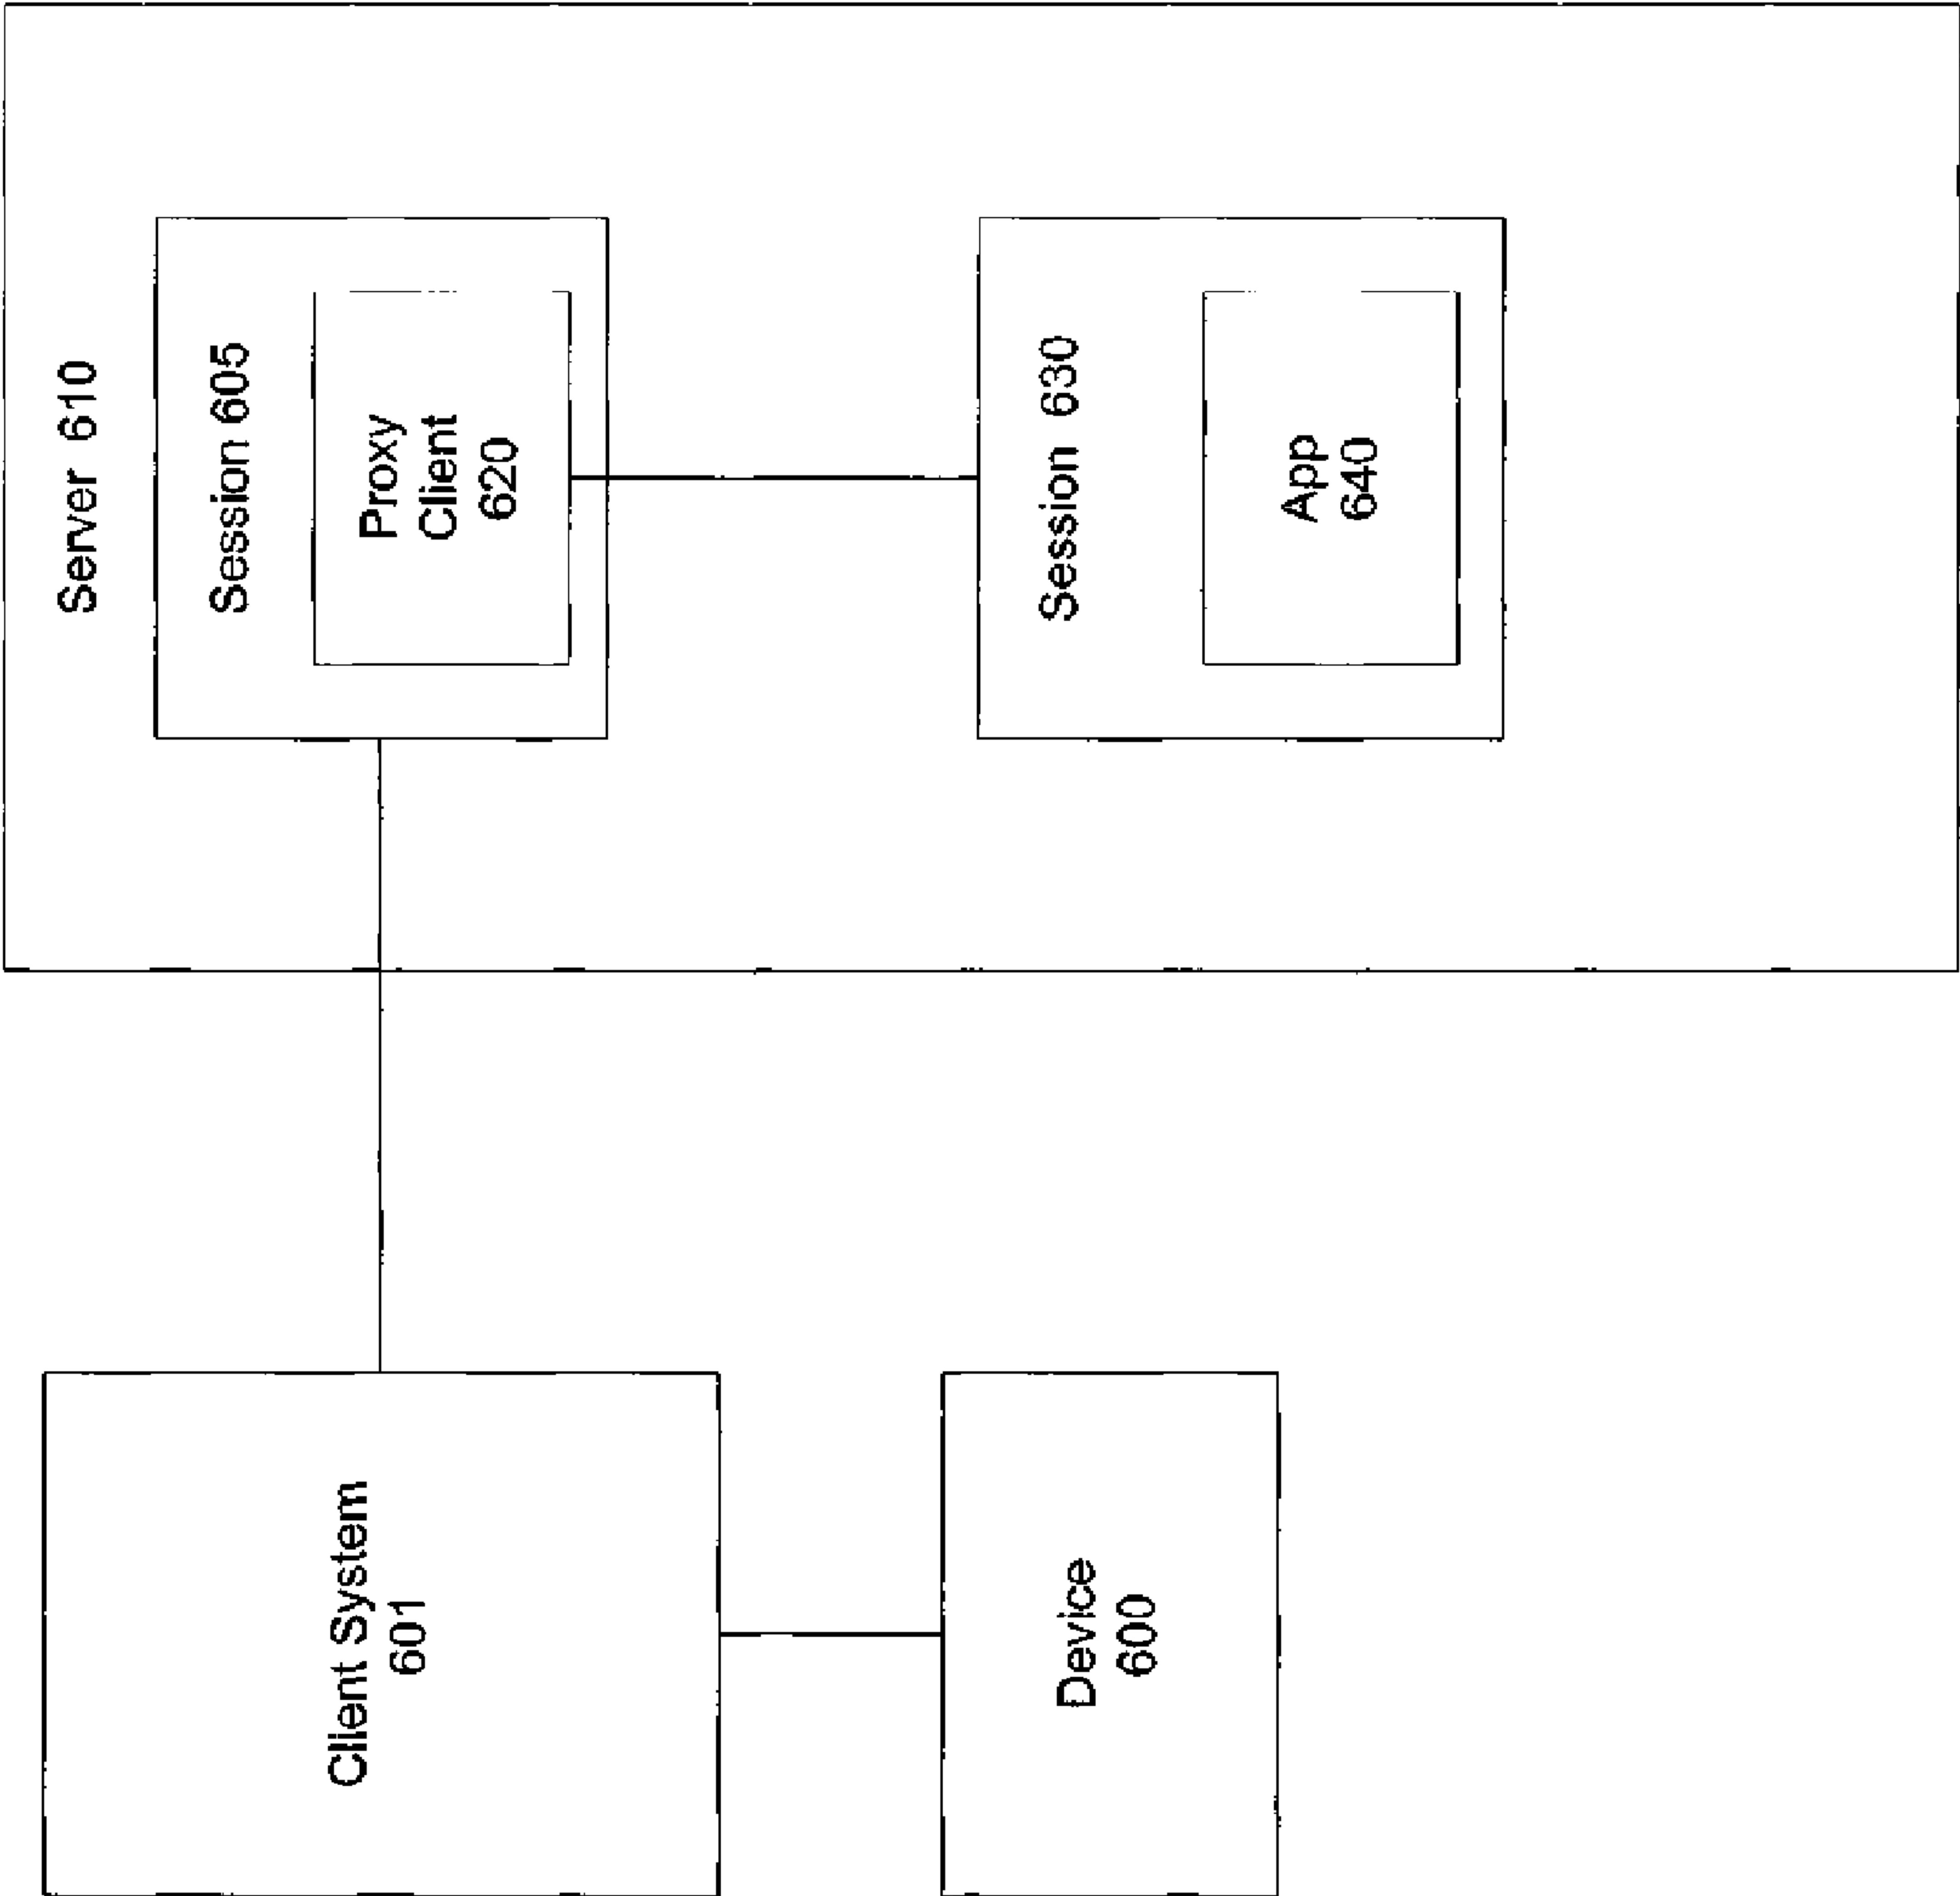 Server 610
Session 605
Proxy
Client
620
Session 630
App
640
Client System
601
Device
600